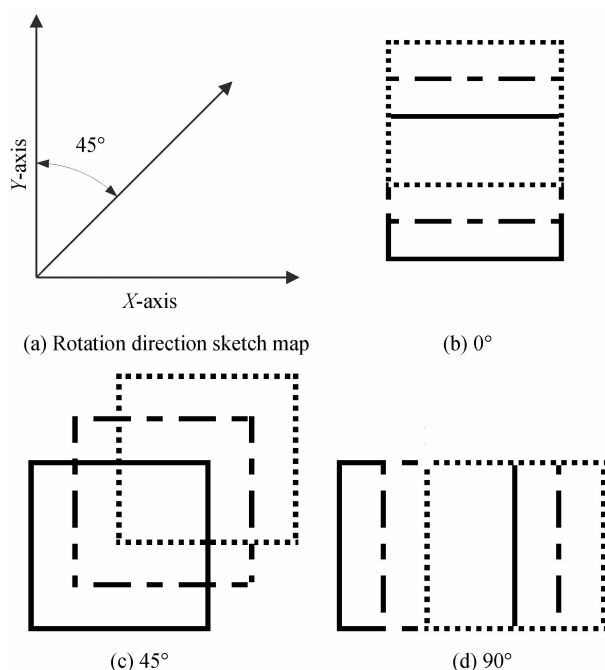 Y-axis
45°
X-axis
(a) Rotation direction sketch map
(b) 0°
(c) 45°
(d) 90°